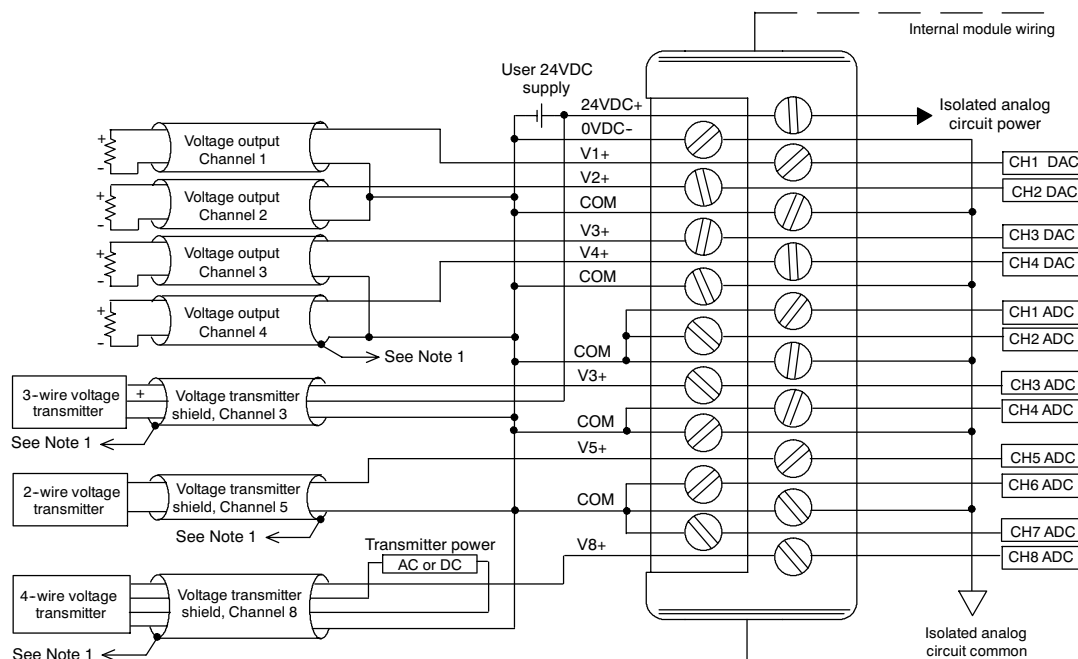 Internal module wiring
User 24VDC
supply
24VDC+
0VDC-
Isolated analog
circuit power
+
-
Voltage output
Channel 1
V1+
CH1 DAC
+
-
Voltage output
Channel 2
V2+
CH2 DAC
COM
+
-
Voltage output
Channel 3
V3+
CH3 DAC
V4+
CH4 DAC
COM
+
-
Voltage output
Channel 4
See Note 1
CH1 ADC
CH2 ADC
COM
3-wire voltage
transmitter
+
Voltage transmitter
shield, Channel 3
V3+
CH3 ADC
CH4 ADC
See Note 1
COM
V5+
CH5 ADC
2-wire voltage
transmitter
Voltage transmitter
shield, Channel 5
CH6 ADC
COM
See Note 1
CH7 ADC
Transmitter power
AC or DC
V8+
CH8 ADC
4-wire voltage
transmitter
Voltage transmitter
shield, Channel 8
See Note 1
Isolated analog
circuit common